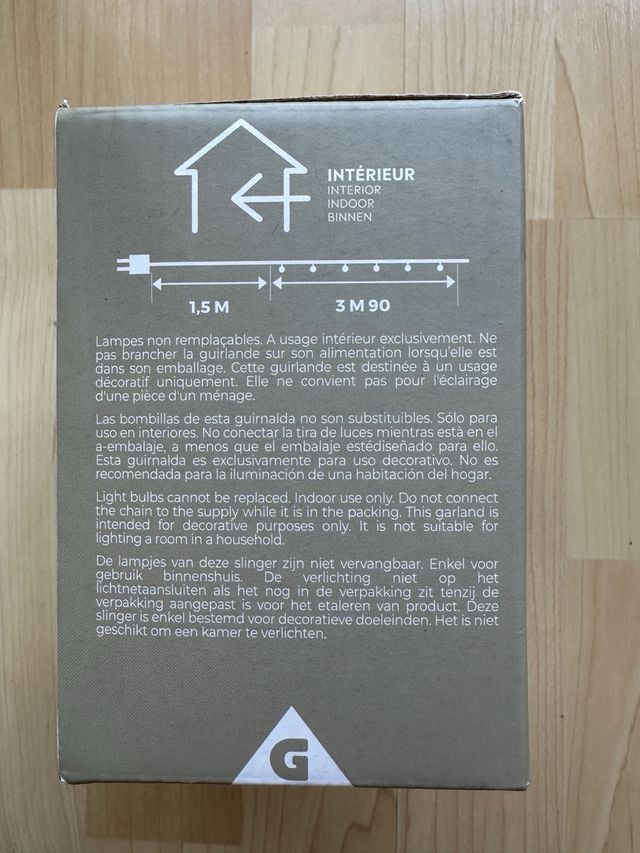 INTÉRIEUR
INTERIOR
INDOOR
BINNEN
1,5 M
3 M 90
Lampes non remplaçables. A usage intérieur exclusivement. Ne
pas brancher la guirlande sur son alimentation lorsqu'elle est
dans son emballage. Cette guirlande est destinée à un usage
décoratif uniquement. Elle ne convient pas pour l'éclairage
d'une pièce d'un ménage.
Las bombillas de esta guirnalda no son substituibles. Sólo para
uso en interiores. No conectar la tira de luces mientras està en el
a-embalaje, a menos que el embalaje estédiseñado para ello.
Esta guirnalda es exclusivamente para uso decorativo. No es
recomendada para la iluminación de una habitación del hogar.
Light bulbs cannot be replaced. Indoor use only. Do not connect
the chain to the supply while it is in the packing. This garland is
intended for decorative purposes only. It is not suitable for
lighting a room in a household.
De lampjes van deze slinger zijn niet vervangbaar. Enkel voor
gebruik binnenshuis. De verlichting niet op het
lichtnetaansluiten als het nog in de verpakking zit tenzij de
verpakking aangepast is voor het etaleren van product. Deze
slinger is enkel bestemd voor decoratieve doeleinden. Het is niet
geschikt om een kamer te verlichten.
G